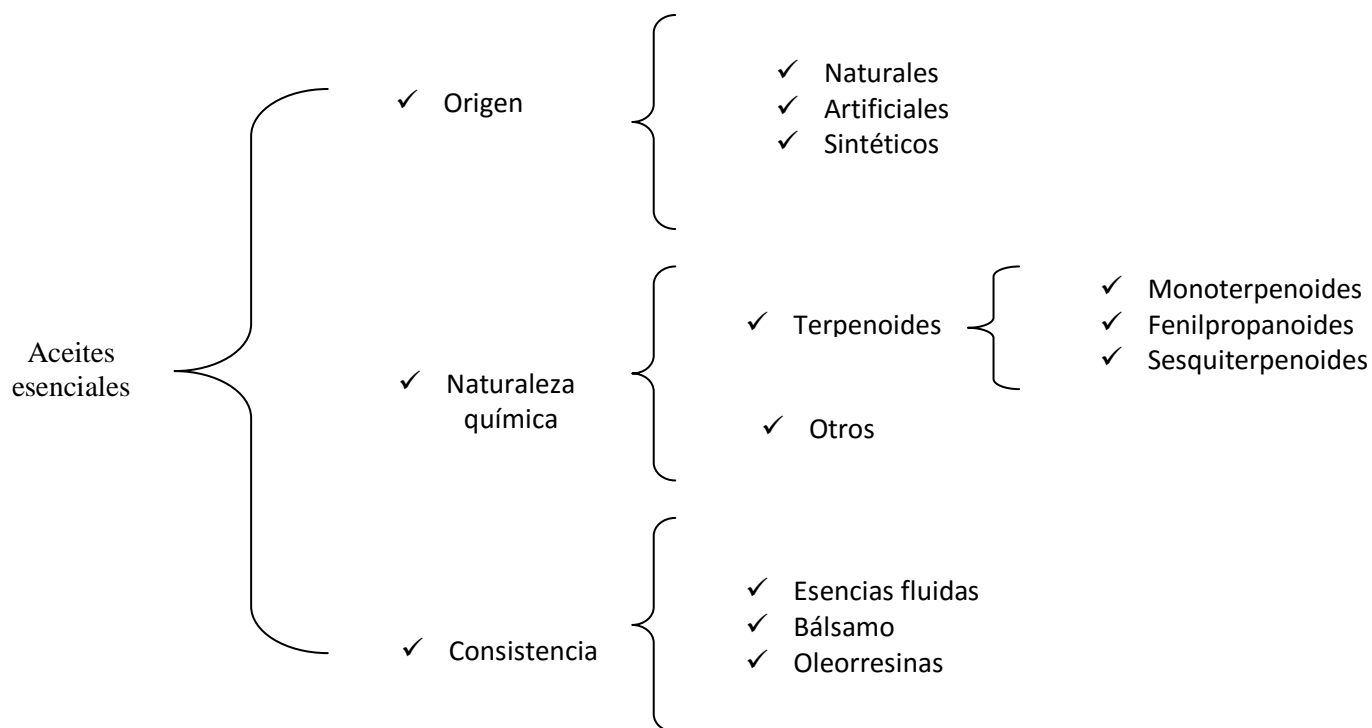 Aceites
esenciales
✓ Origen
✓ Naturales
✓ Artificiales
✓ Sintéticos
✓ Naturaleza
química
✓ Terpenoides
✓ Monoterpenoides
✓ Fenilpropanoides
✓ Sesquiterpenoides
✓ Otros
✓ Consistencia
✓ Esencias fluidas
✓ Bálsamo
✓ Oleorresinas